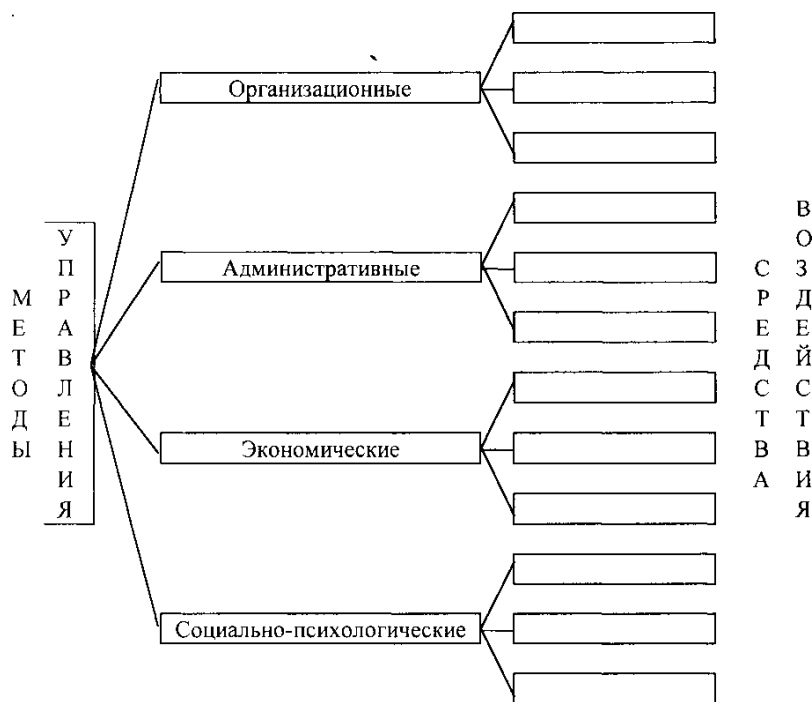 МЕТОДЫ
УПРАВЛЕНИЯ
Организационные
Административные
Экономические
Социально-психологические
СРЕДСТВА
ВОЗДЕЙСТВИЯ